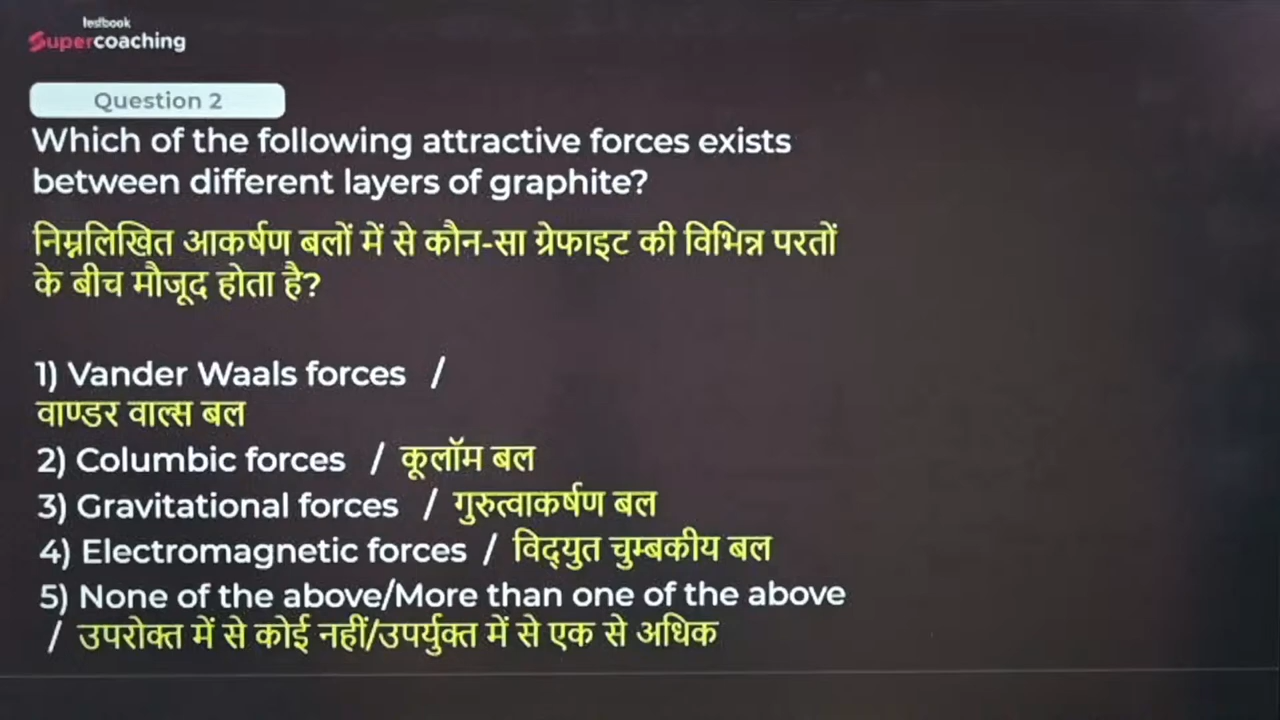 testbook
Supercoaching
Question 2
Which of the following attractive forces exists
between different layers of graphite?
निम्नलिखित आकर्षण बलों में से कौन-सा ग्रेफाइट की विभिन्न परतों
के बीच मौजूद होता है?
1) Vander Waals forces /
वाण्डर वाल्स बल
2) Columbic forces / कूलॉम बल
3) Gravitational forces / गुरुत्वाकर्षण बल
4) Electromagnetic forces / विद्‌युत चुम्बकीय बल
5) None of the above/More than one of the above
/ उपरोक्त में से कोई नहीं/उपर्युक्त में से एक से अधिक